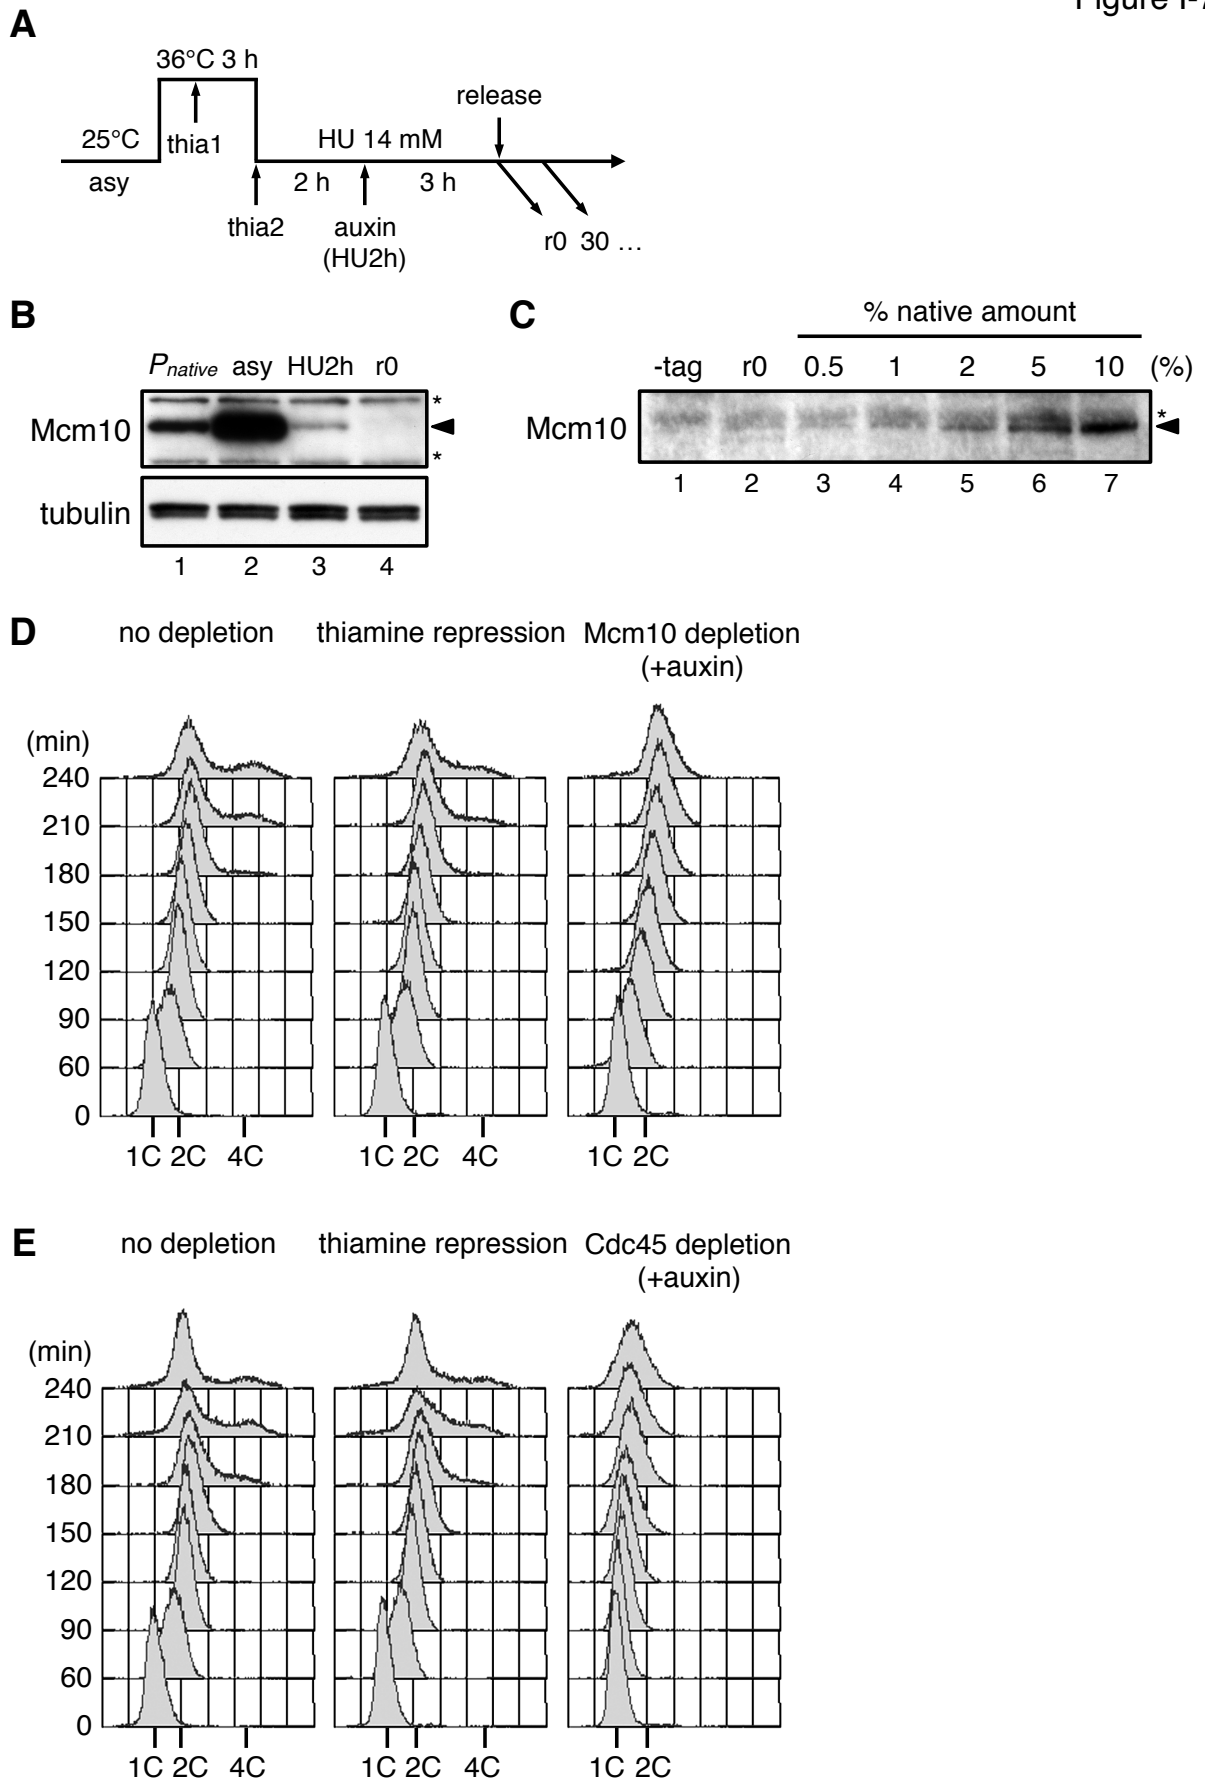 Figure I-7
A
36°C 3 h
release
25°C
thia1
HU 14 mM
asy
2 h
3 h
thia2
auxin
(HU2h)
r0 30 ...
B
Pnative asy HU2h r0
*
Mcm10
*
tubulin
1 2 3 4
C
% native amount
-tag r0 0.5 1 2 5 10 (%)
*
Mcm10
1 2 3 4 5 6 7
D
no depletion
thiamine repression
Mcm10 depletion
(+auxin)
(min)
240
210
180
150
120
90
60
0
1C 2C 4C
1C 2C 4C
1C 2C
E
no depletion
thiamine repression
Cdc45 depletion
(+auxin)
(min)
240
210
180
150
120
90
60
0
1C 2C 4C
1C 2C 4C
1C 2C